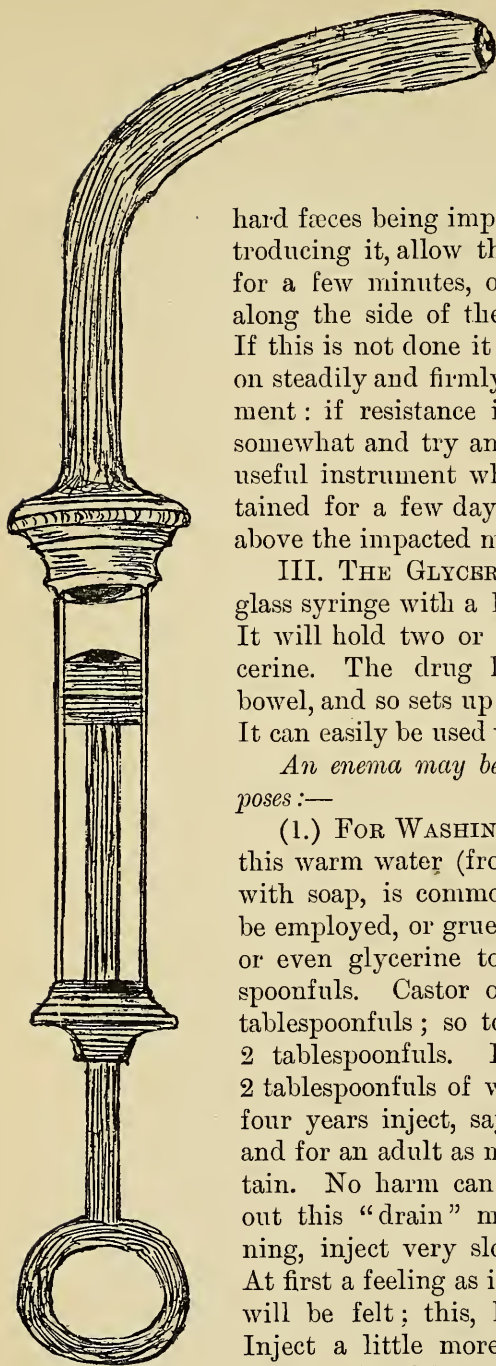 hard fæces being imp
troducing it, allow th
for a few minutes, o
along the side of the
If this is not done it
on steadily and firmly
ment : if resistance i
somewhat and try an
useful instrument wh
tained for a few day
above the impacted m
III. THE GLYCER
glass syringe with a
It will hold two or
cerine. The drug
bowel, and so sets up
It can easily be used
An enema may be
poses :—
(1.) FOR WASHIN
this warm water (fro
with soap, is commo
be employed, or grue
or even glycerine to
spoonfuls. Castor o
tablespoonfuls ; so to
2 tablespoonfuls.
2 tablespoonfuls of w
four years inject, say
and for an adult as m
tain. No harm can
out this “drain” m
ning, inject very slo
At first a feeling as i
will be felt ; this,
Inject a little more